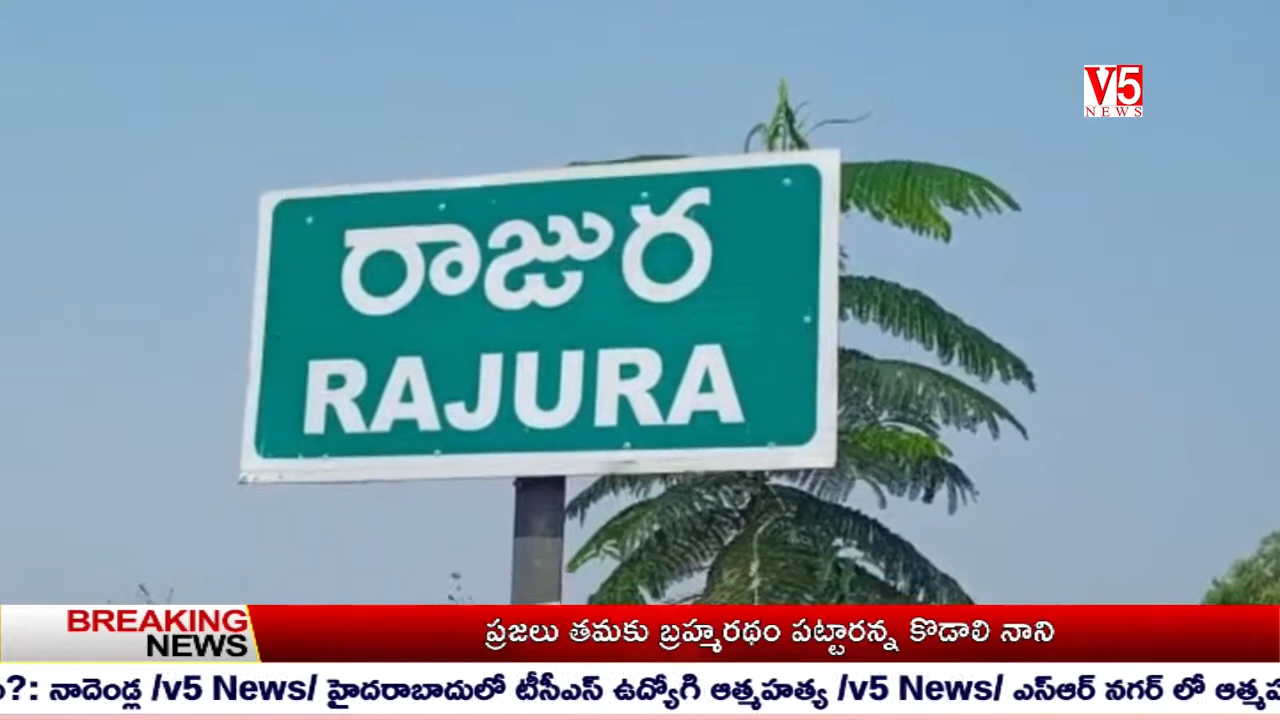 V5
NEWS
రాజుర
RAJURA
BREAKING
NEWS
ప్రజలు తమకు బ్రహ్మరథం పట్టారన్న కొడాలి నాని
?: నాదెండ్ల /v5 News/ హైదరాబాదులో టీసీఎస్ ఉద్యోగి ఆత్మహత్య /v5 News/ ఎస్ఆర్ నగర్ లో